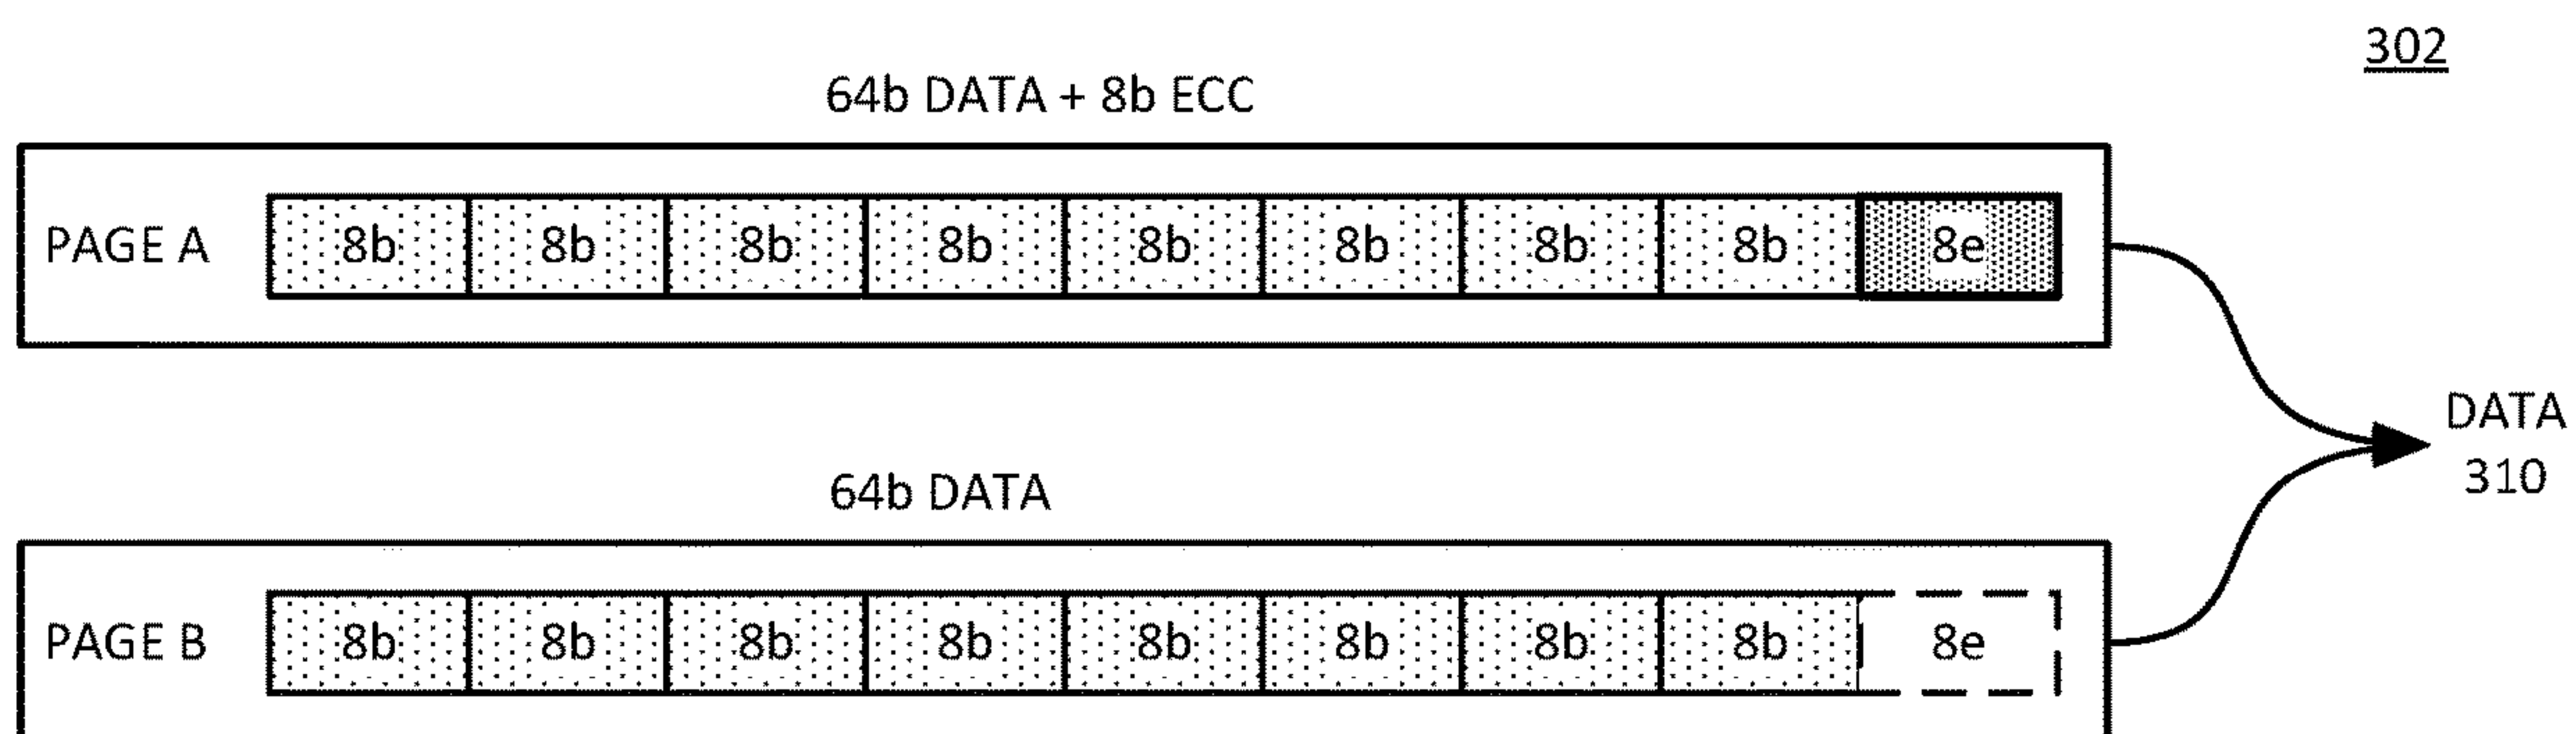 302
64b DATA + 8b ECC
PAGE A 8b 8b 8b 8b 8b 8b 8b 8b 8e
DATA
310
64b DATA
PAGE B 8b 8b 8b 8b 8b 8b 8b 8b 8e